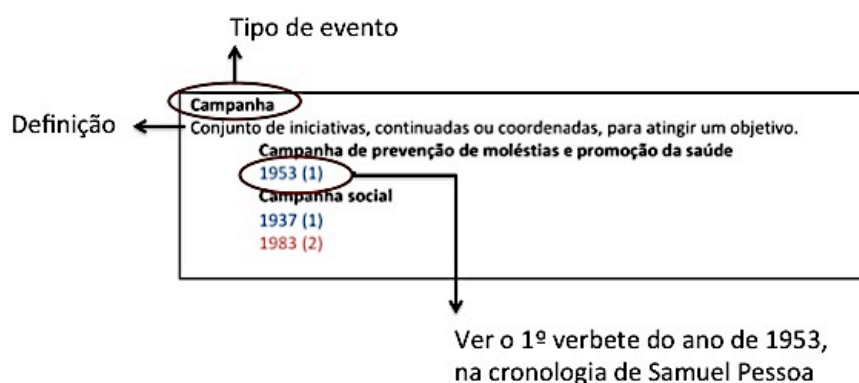 Tipo de evento
Campanha
Definição
Conjunto de iniciativas, continuadas ou coordenadas, para atingir um objetivo.
Campanha de prevenção de moléstias e promoção da saúde
1953 (1)
Campanha social
1937 (1)
1983 (2)
Ver o 1º verbete do ano de 1953,
na cronologia de Samuel Pessoa